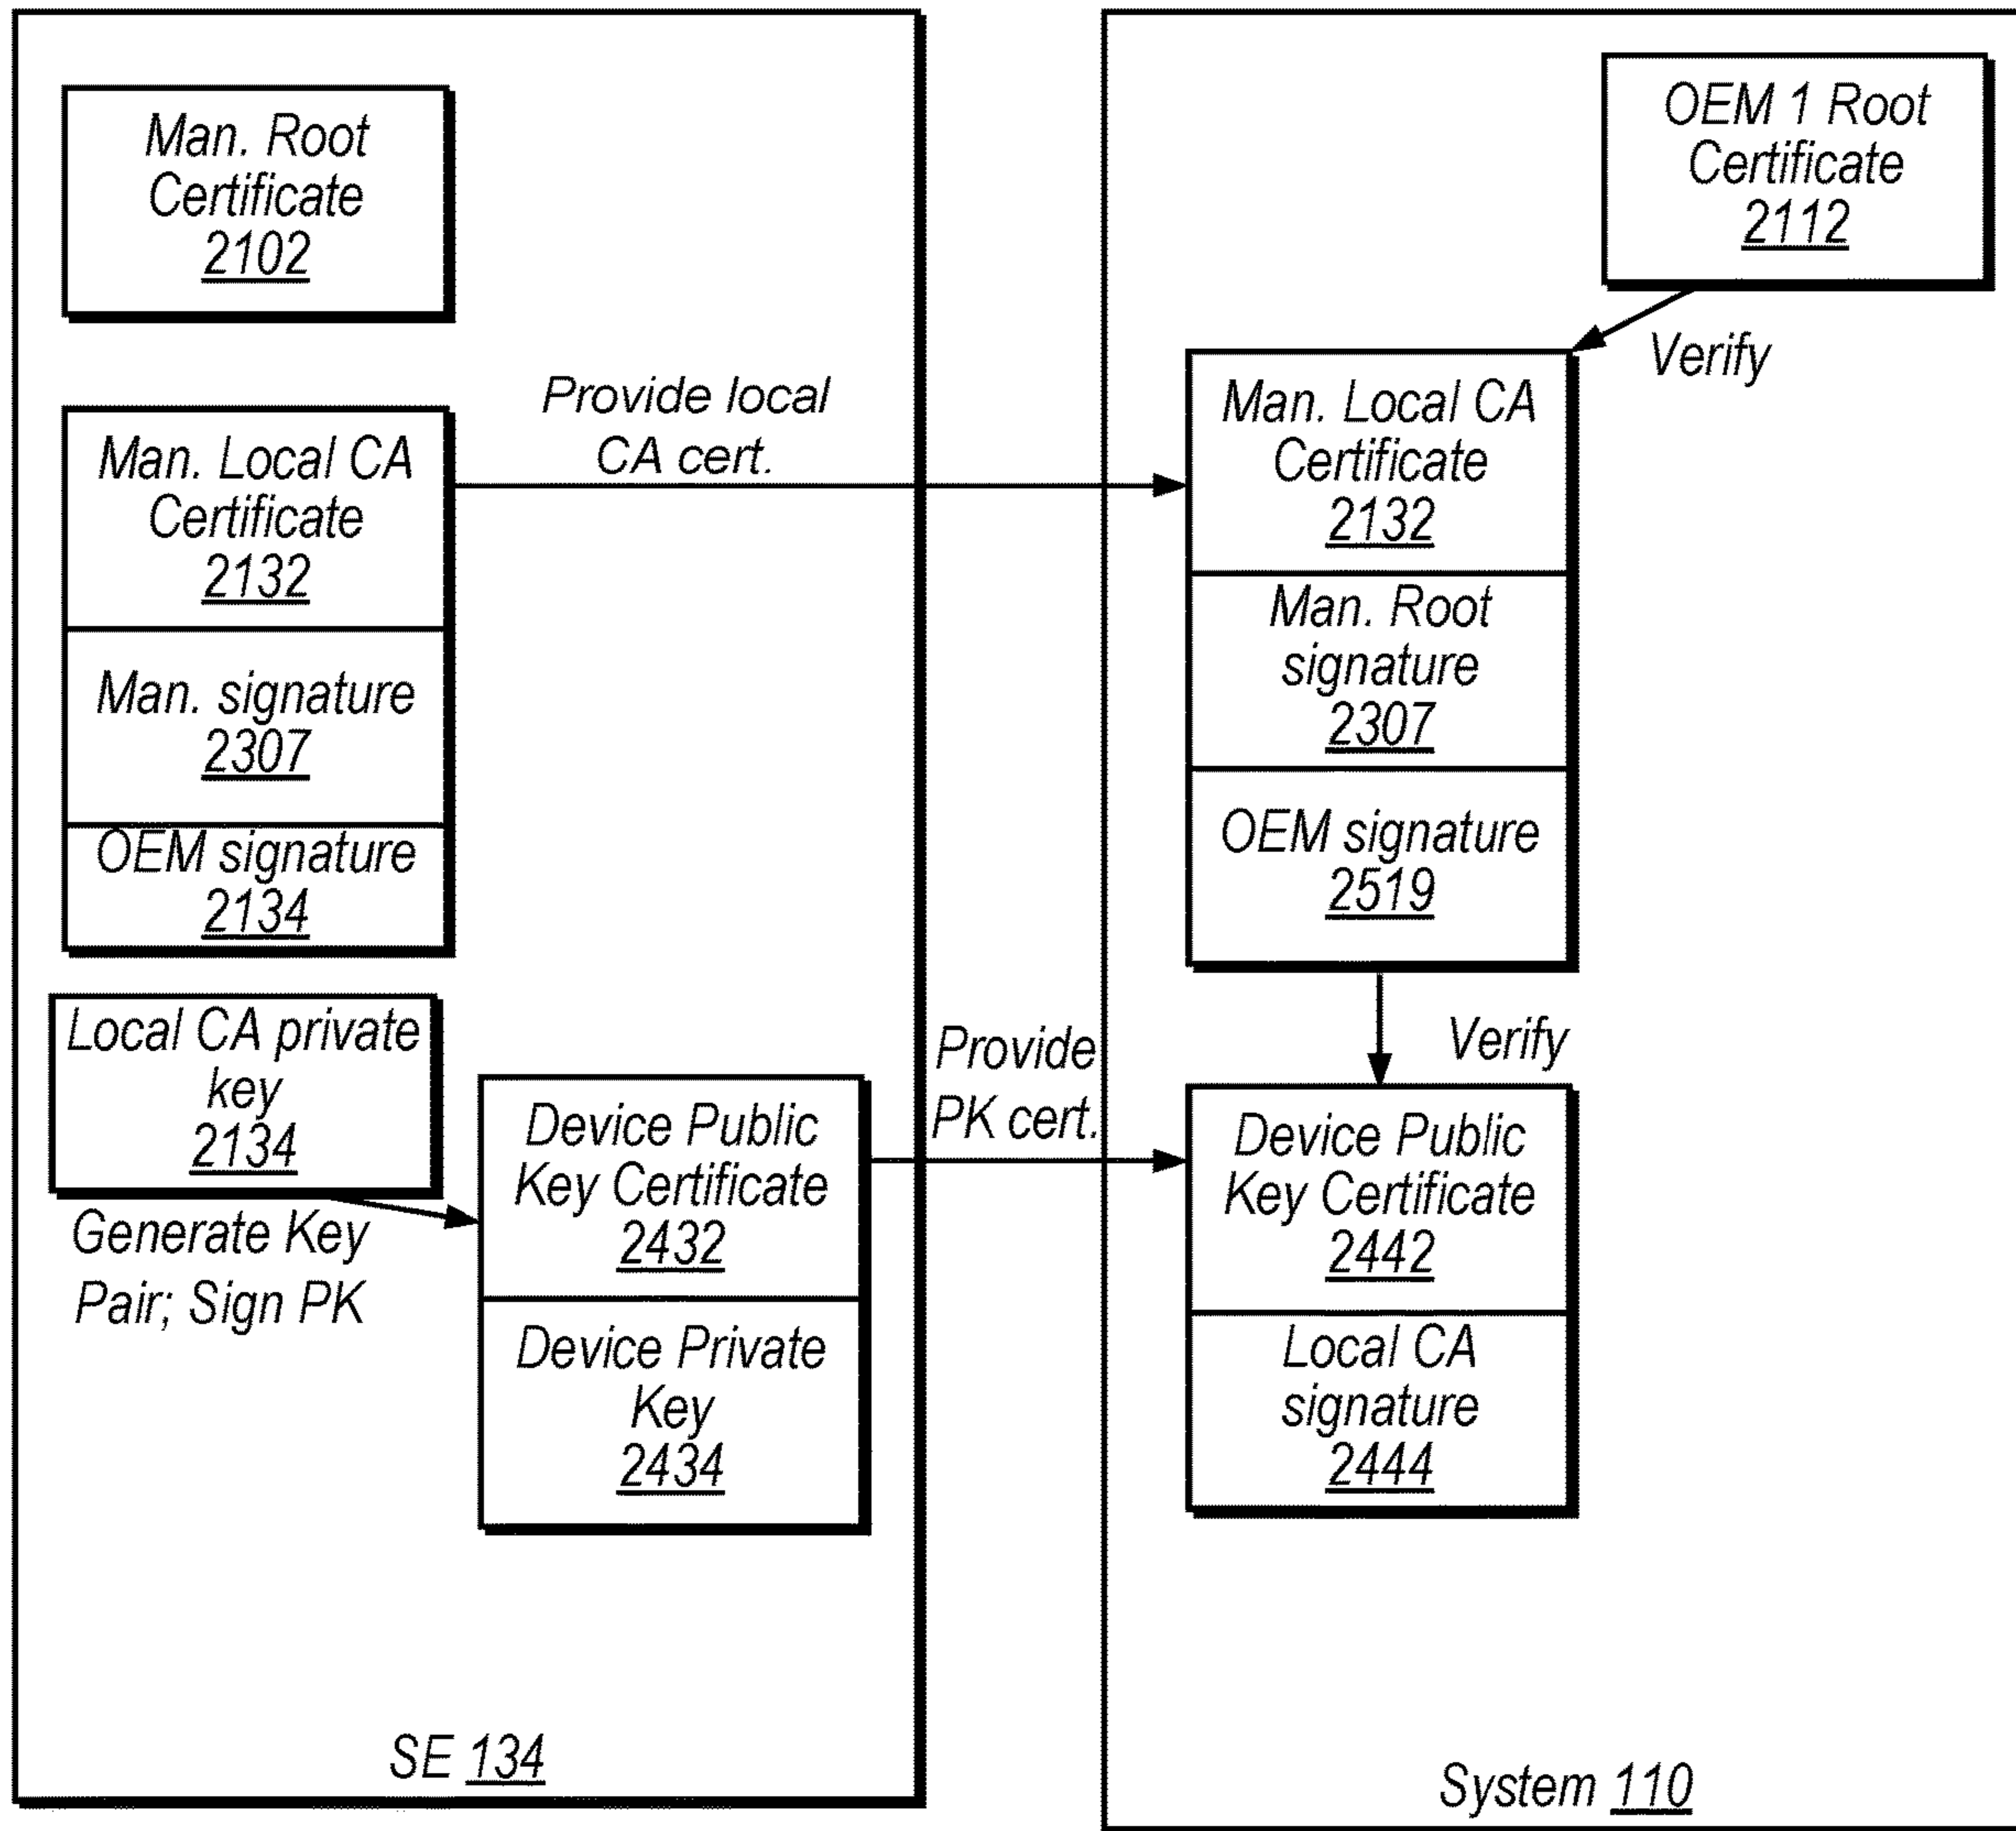 Man. Root
Certificate
2102
Man. Local CA
Certificate
2132
Man. signature
2307
OEM signature
2134
Provide local
CA cert.
Local CA private
key
2134
Generate Key
Pair; Sign PK
Device Public
Key Certificate
2432
Device Private
Key
2434
Provide
PK cert.
SE 134
OEM 1 Root
Certificate
2112
Verify
Man. Local CA
Certificate
2132
Man. Root
signature
2307
OEM signature
2519
Verify
Device Public
Key Certificate
2442
Local CA
signature
2444
System 110